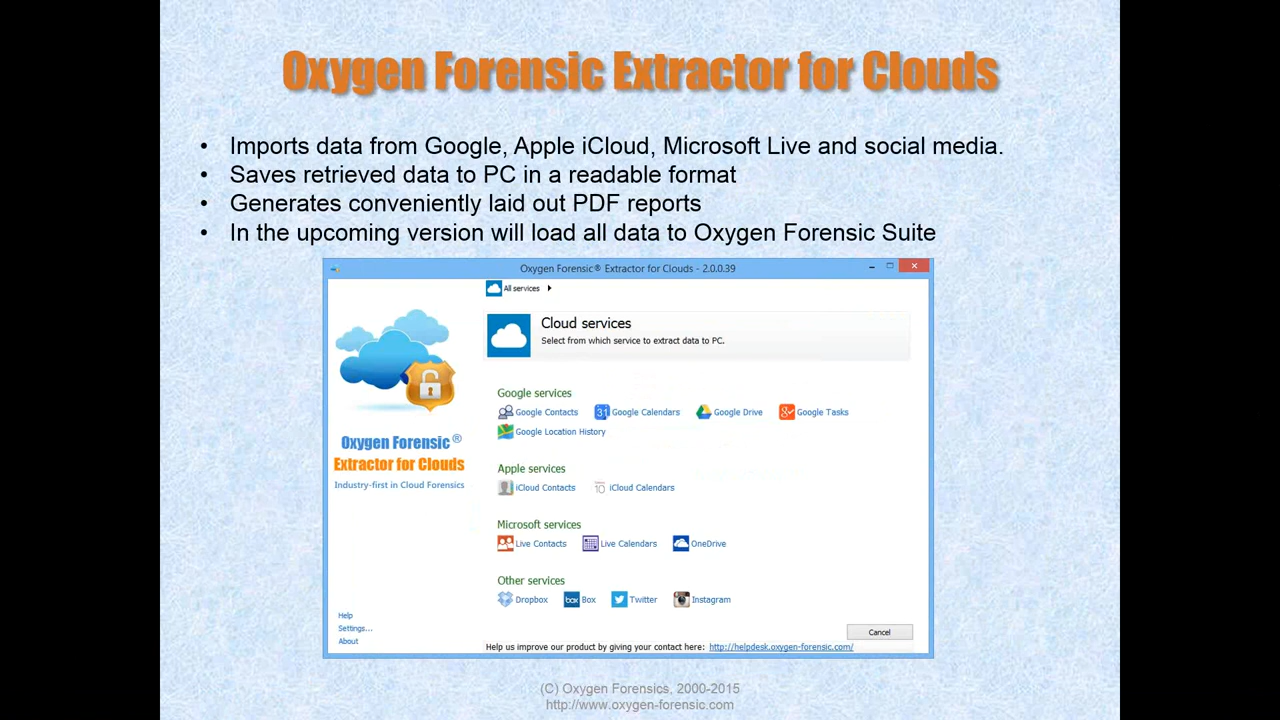 Oxygen Forensic Extractor for Clouds
• Imports data from Google, Apple iCloud, Microsoft Live and social media.
• Saves retrieved data to PC in a readable format
• Generates conveniently laid out PDF reports
• In the upcoming version will load all data to Oxygen Forensic Suite
Oxygen Forensic® Extractor for Clouds - 2.0.0.39
All services
Cloud services
Select from which service to extract data to PC.
Google services
Google Contacts 31 Google Calendars Google Drive Google Tasks
Google Location History
Oxygen Forensic®
Extractor for Clouds
Industry-first in Cloud Forensics
Apple services
iCloud Contacts 10 iCloud Calendars
Microsoft services
Live Contacts Live Calendars OneDrive
Other services
Dropbox box Box Twitter Instagram
Help
Settings...
About
Cancel
Help us improve our product by giving your contact here: http://helpdesk.oxygen-forensic.com/
(C) Oxygen Forensics, 2000-2015
http://www.oxygen-forensic.com